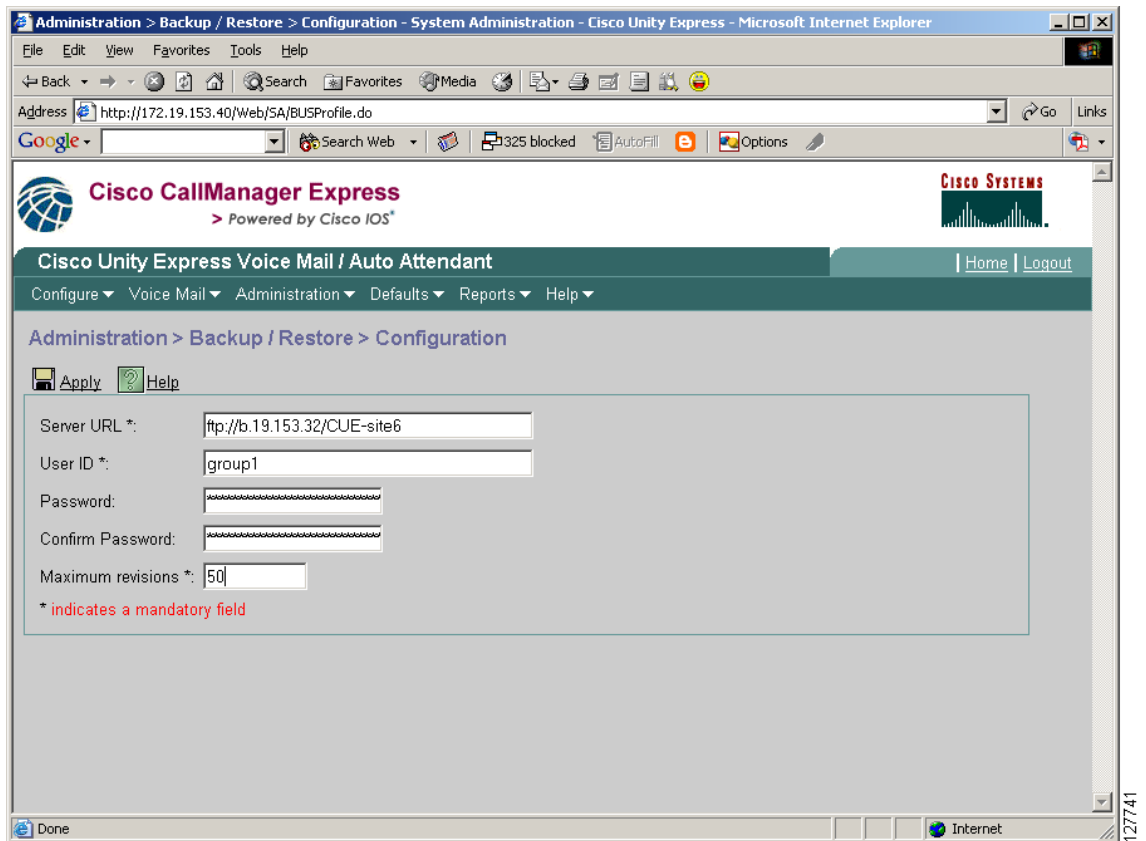 Administration > Backup / Restore > Configuration - System Administration - Cisco Unity Express - Microsoft Internet Explorer
File Edit View Favorites Tools Help
Back Search Favorites Media
Address http://172.19.153.40/Web/SA/BUSProfile.do Go Links
Google Search Web 325 blocked AutoFill Options
Cisco CallManager Express
> Powered by Cisco IOS®
CISCO SYSTEMS
Cisco Unity Express Voice Mail / Auto Attendant
| Home | Logout
Configure Voice Mail Administration Defaults Reports Help
Administration > Backup / Restore > Configuration
Apply ? Help
Server URL *: ftp://b.19.153.32/CUE-site6
User ID *: group1
Password: ********************************
Confirm Password: ********************************
Maximum revisions *: 50
* indicates a mandatory field
Done Internet
127741